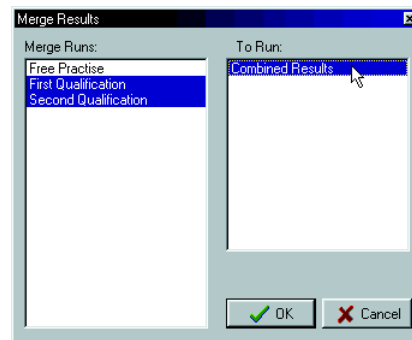 Merge Results
Merge Runs:
Free Practise
First Qualification
Second Qualification
To Run:
Combined Results
OK
Cancel